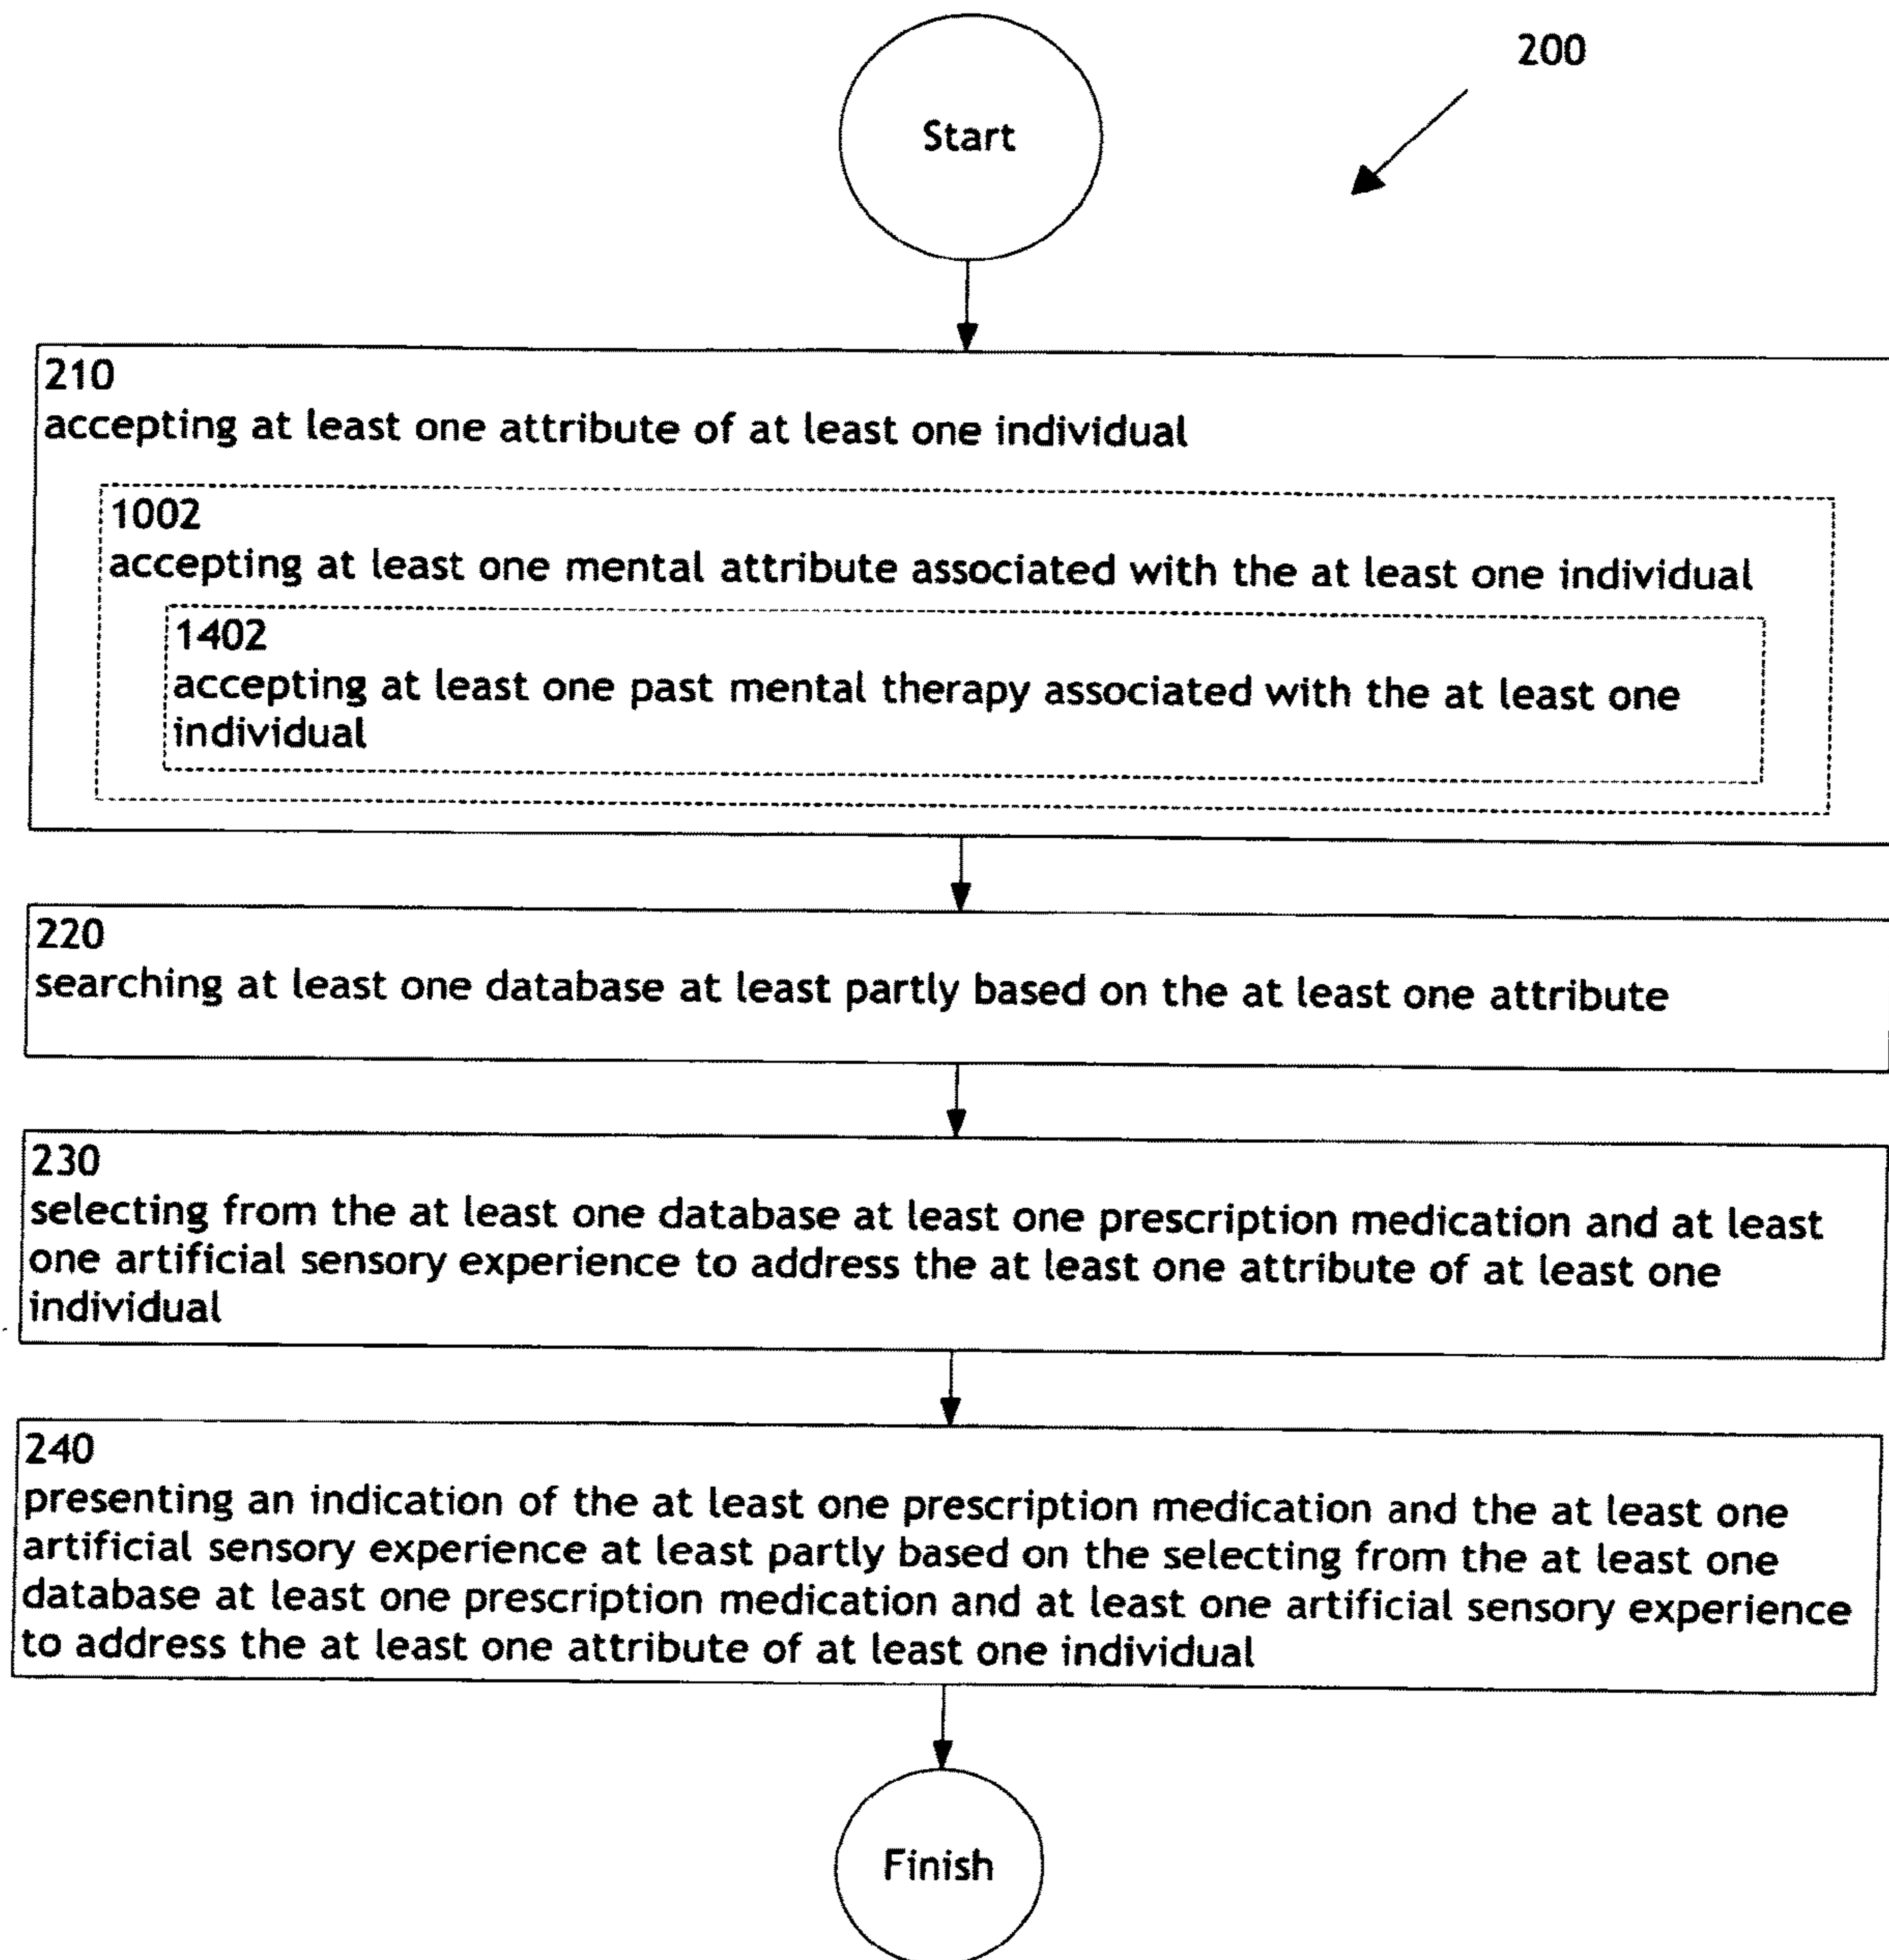 200
Start
210
accepting at least one attribute of at least one individual
1002
accepting at least one mental attribute associated with the at least one individual
1402
accepting at least one past mental therapy associated with the at least one
individual
220
searching at least one database at least partly based on the at least one attribute
230
selecting from the at least one database at least one prescription medication and at least
one artificial sensory experience to address the at least one attribute of at least one
individual
240
presenting an indication of the at least one prescription medication and the at least one
artificial sensory experience at least partly based on the selecting from the at least one
database at least one prescription medication and at least one artificial sensory experience
to address the at least one attribute of at least one individual
Finish